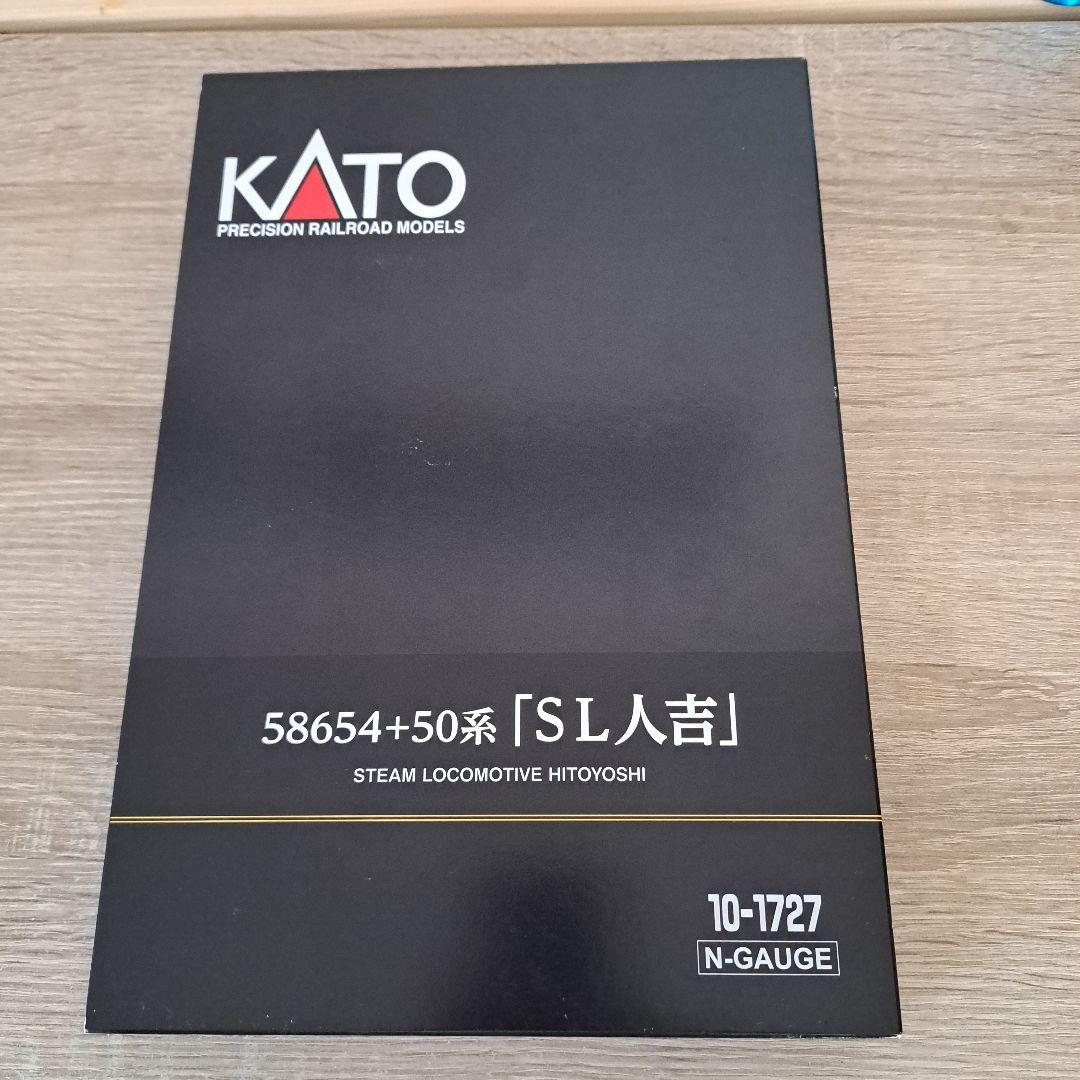 KATO
PRECISION RAILROAD MODELS
58654+50系「SL人吉」
STEAM LOCOMOTIVE HITOYOSHI
10-1727
N-GAUGE